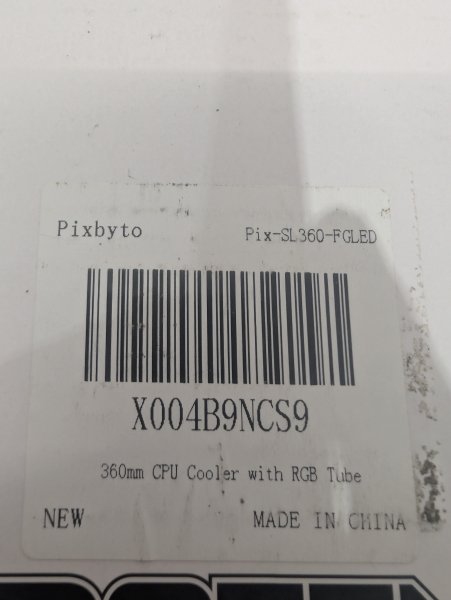 Pixbyto
Pix-SL360-FGLED
X004B9NCS9
360mm CPU Cooler with RGB Tube
NEW
MADE IN CHINA